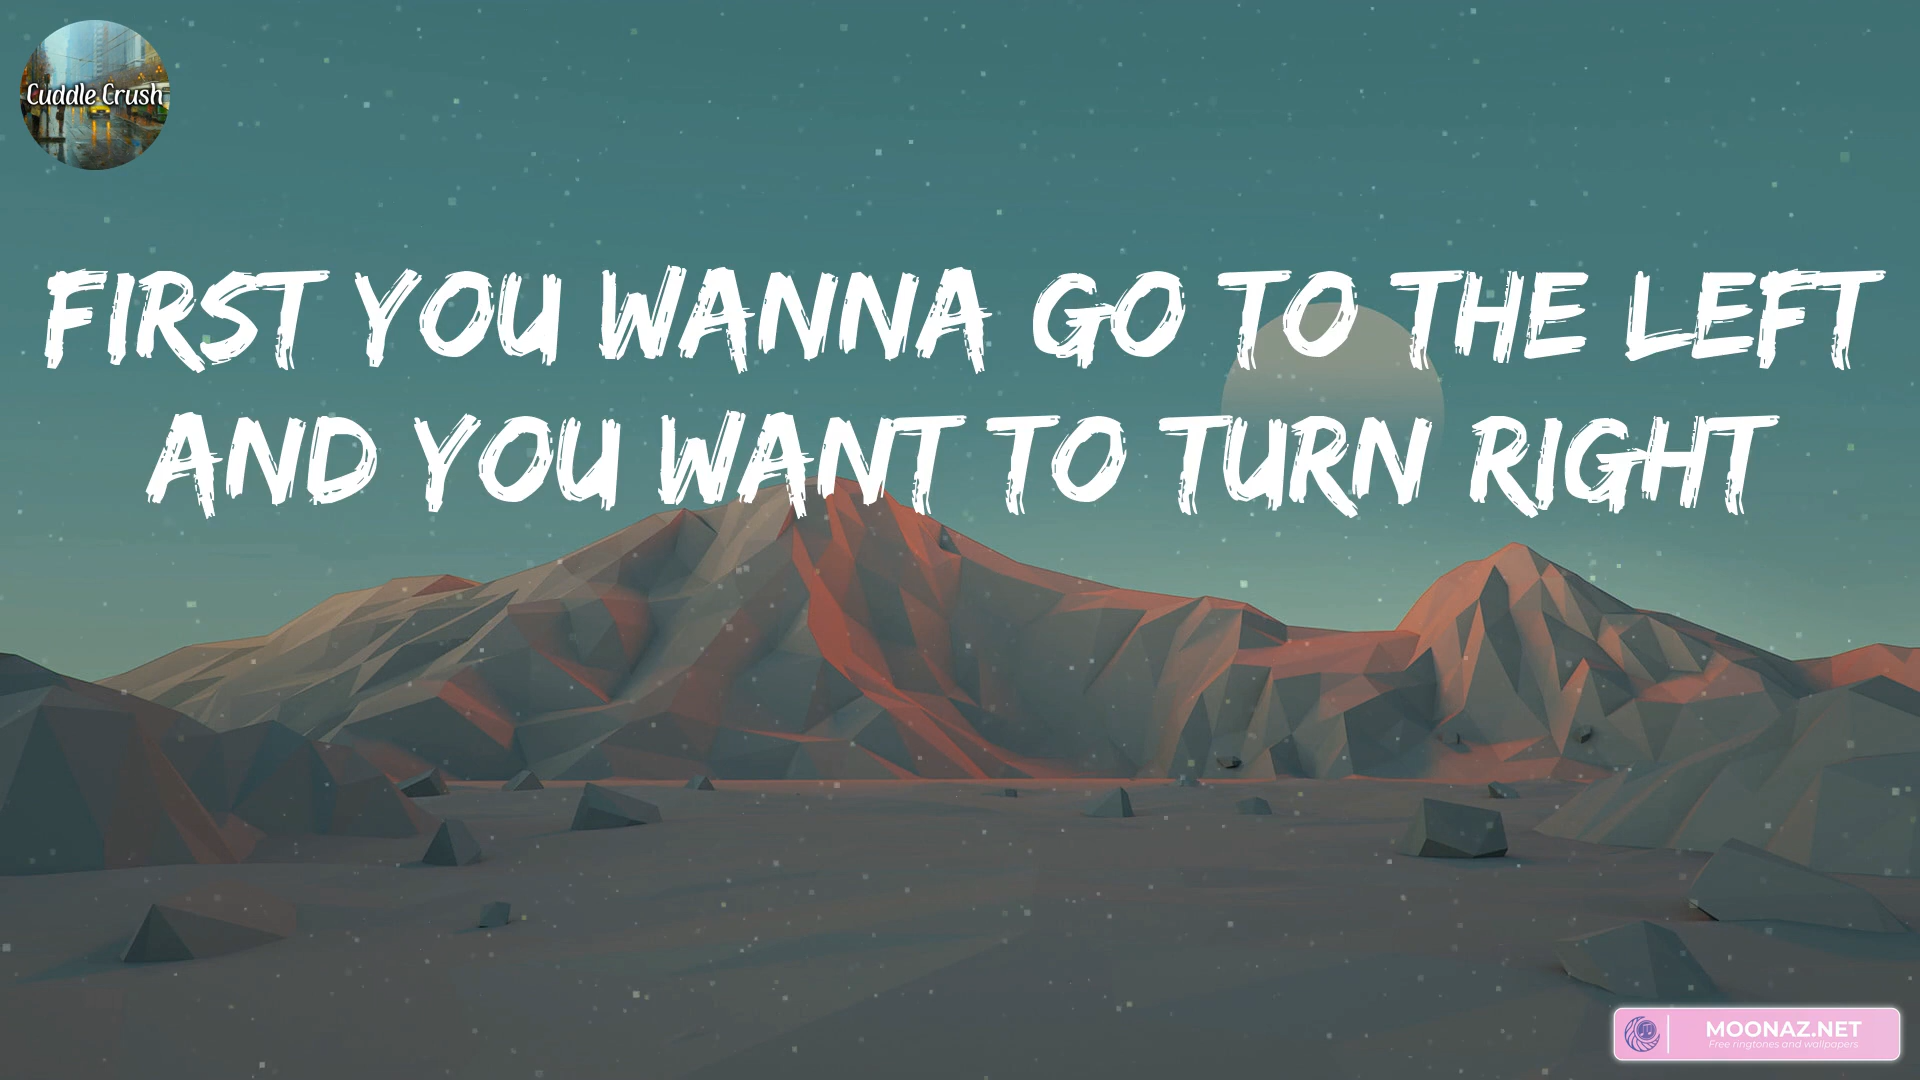 Cuddle Crush
FIRST YOU WANNA GO TO THE LEFT
AND YOU WANT TO TURN RIGHT
MOONAZ.NET
Free ringtones and wallpapers